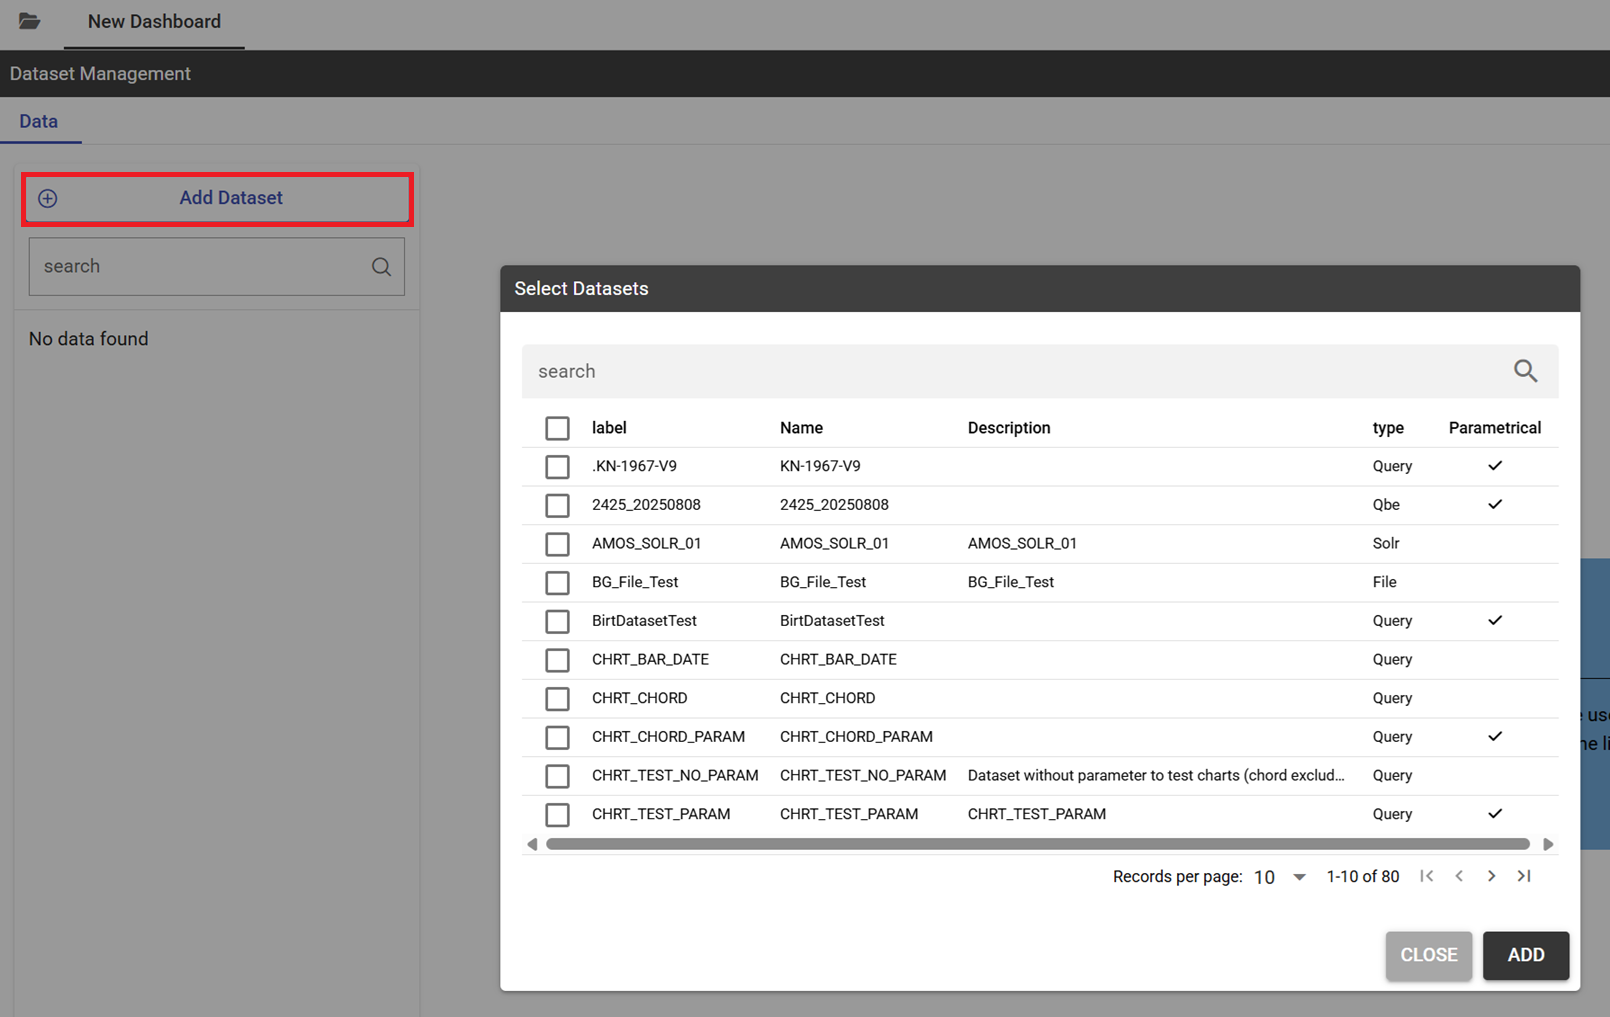 New Dashboard
Dataset Management
Data
Add Dataset
search
No data found
Select Datasets
search
label Name Description type Parametrical
.KN-1967-V9 KN-1967-V9 Query
2425_20250808 2425_20250808 Qbe
AMOS_SOLR_01 AMOS_SOLR_01 AMOS_SOLR_01 Solr
BG_File_Test BG_File_Test BG_File_Test File
BirtDatasetTest BirtDatasetTest Query
CHRT_BAR_DATE CHRT_BAR_DATE Query
CHRT_CHORD CHRT_CHORD Query
CHRT_CHORD_PARAM CHRT_CHORD_PARAM Query
CHRT_TEST_NO_PARAM CHRT_TEST_NO_PARAM Dataset without parameter to test charts (chord exclud... Query
CHRT_TEST_PARAM CHRT_TEST_PARAM CHRT_TEST_PARAM Query
Records per page: 10 1-10 of 80
CLOSE ADD